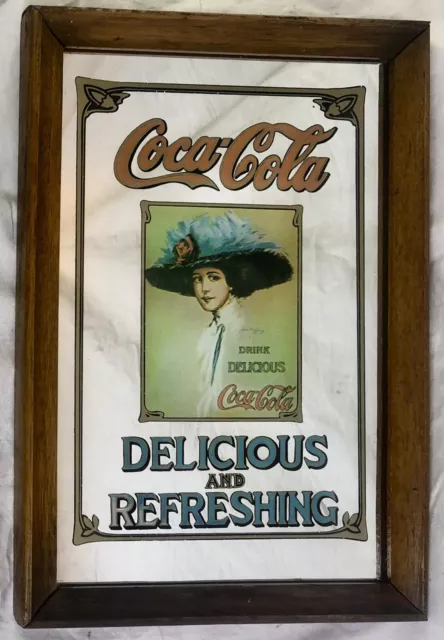 Coca-Cola
DRINK
DELICIOUS
Coca-Cola
DELICIOUS
AND
REFRESHING